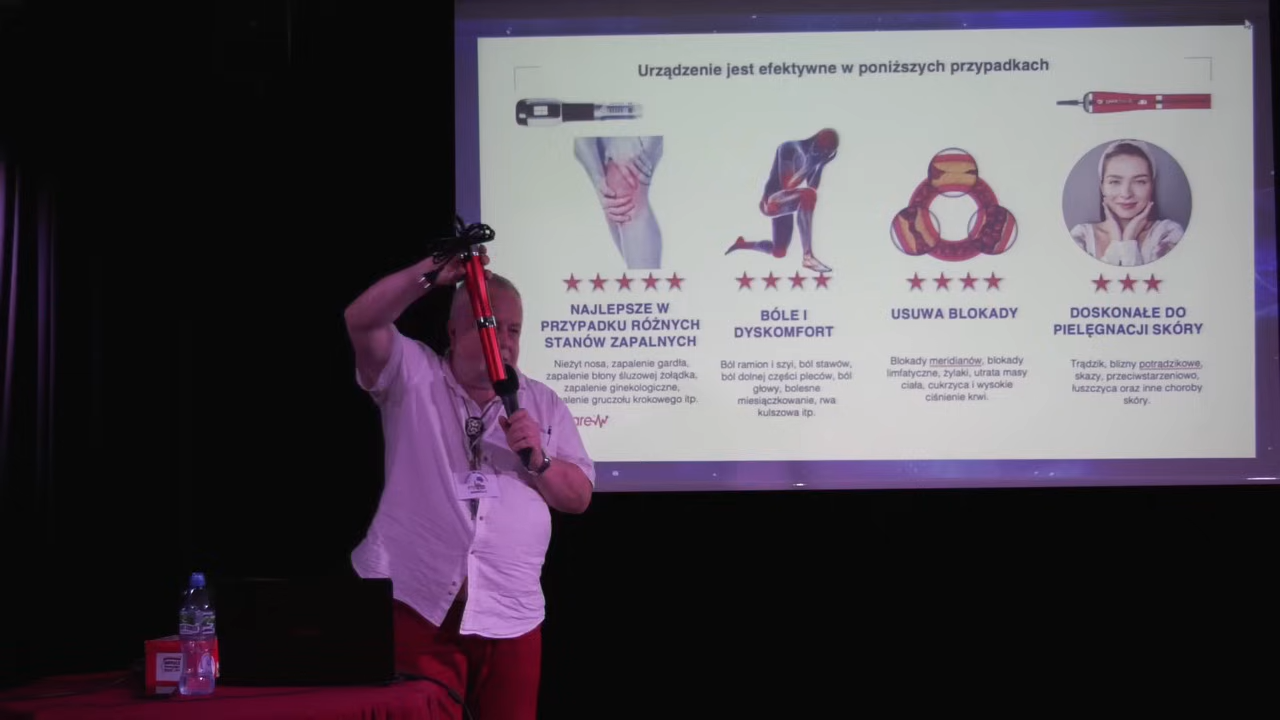 Urządzenie jest efektywne w poniższych przypadkach
NAJLEPSZE W
PRZYPADKU RÓŻNYCH
STANÓW ZAPALNYCH
Nieżyt nosa, zapalenie gardła,
zapalenie błony śluzowej żołądka,
zapalenie ginekologiczne,
alenie gruczołu krokowego itp.
are
BÓLE I
DYSKOMFORT
Ból ramion i szyi, ból stawów,
ból dolnej części pleców, ból
głowy, bolesne
miesiączkowanie, rwa
kulszowa itp.
USUWA BLOKADY
Blokady meridianów, blokady
limfatyczne, żylaki, utrata masy
ciała, cukrzyca i wysokie
ciśnienie krwi.
DOSKONAŁE DO
PIELĘGNACJI SKÓRY
Trądzik, blizny potrądzikowe,
skazy, przeciwstarzeniowo,
łuszczyca oraz inne choroby
skóry.